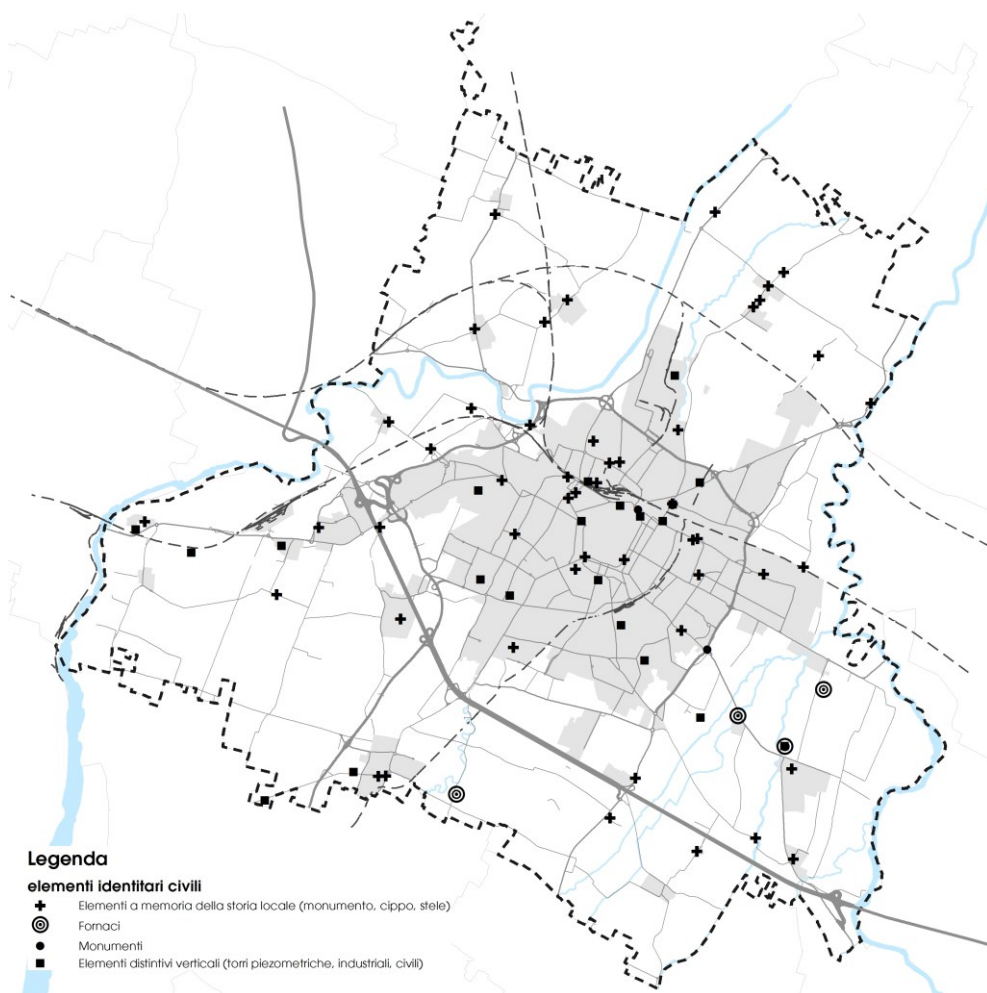 Legenda
elementi identitari civili
Elementi a memoria della storia locale (monumento, cippo, stele)
Fornaci
Monumenti
Elementi distintivi verticali (torri piezometriche, industriali, civili)